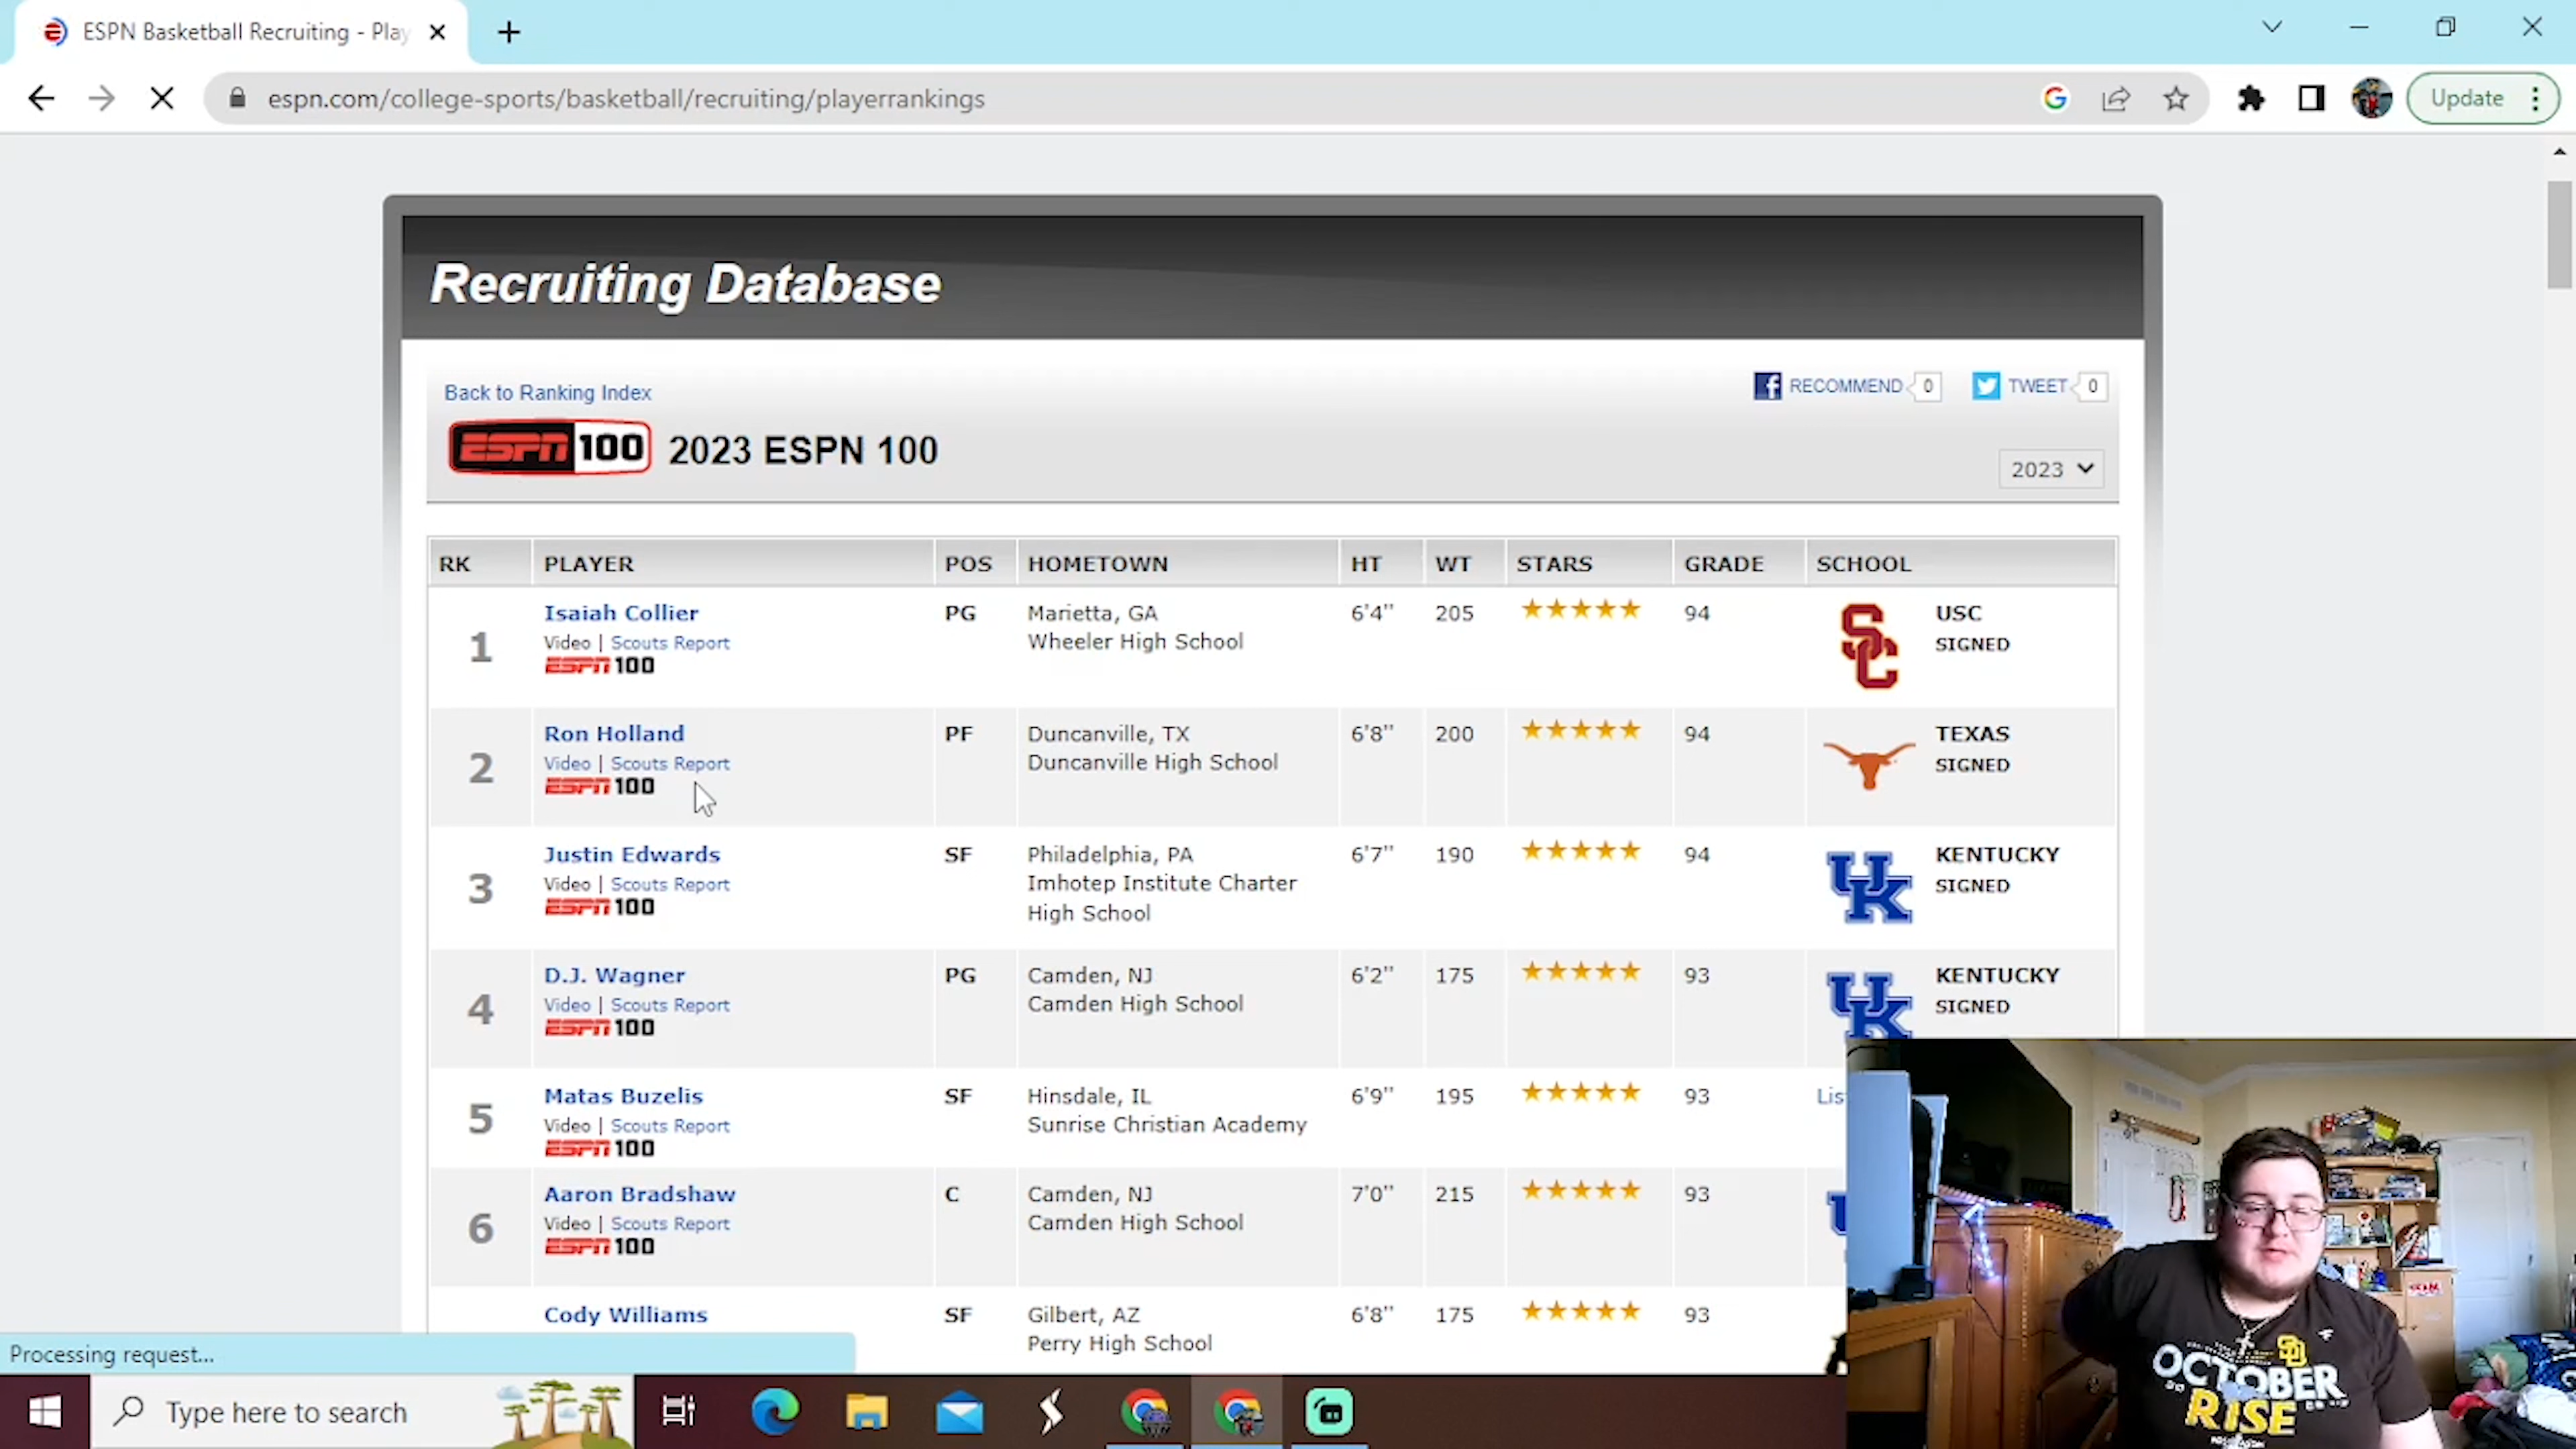 ESPN Basketball Recruiting - Play
espn.com/college-sports/basketball/recruiting/playerrankings
Update
Recruiting Database
Back to Ranking Index
RECOMMEND 0 TWEET 0
ESPN 100 2023 ESPN 100
2023
RK PLAYER POS HOMETOWN HT WT STARS GRADE SCHOOL
1 Isaiah Collier PG Marietta, GA 6'4" 205 94 USC
Video | Scouts Report Wheeler High School SIGNED
ESPN 100
2 Ron Holland PF Duncanville, TX 6'8" 200 94 TEXAS
Video | Scouts Report Duncanville High School SIGNED
ESPN 100
3 Justin Edwards SF Philadelphia, PA 6'7" 190 94 KENTUCKY
Video | Scouts Report Imhotep Institute Charter SIGNED
ESPN 100 High School
4 D.J. Wagner PG Camden, NJ 6'2" 175 93 KENTUCKY
Video | Scouts Report Camden High School SIGNED
ESPN 100
5 Matas Buzelis SF Hinsdale, IL 6'9" 195 93 Lis
Video | Scouts Report Sunrise Christian Academy
ESPN 100
6 Aaron Bradshaw C Camden, NJ 7'0" 215 93
Video | Scouts Report Camden High School
ESPN 100
Cody Williams SF Gilbert, AZ 6'8" 175 93
Perry High School
Processing request...
Type here to search
SD
OCTOBER
RISE